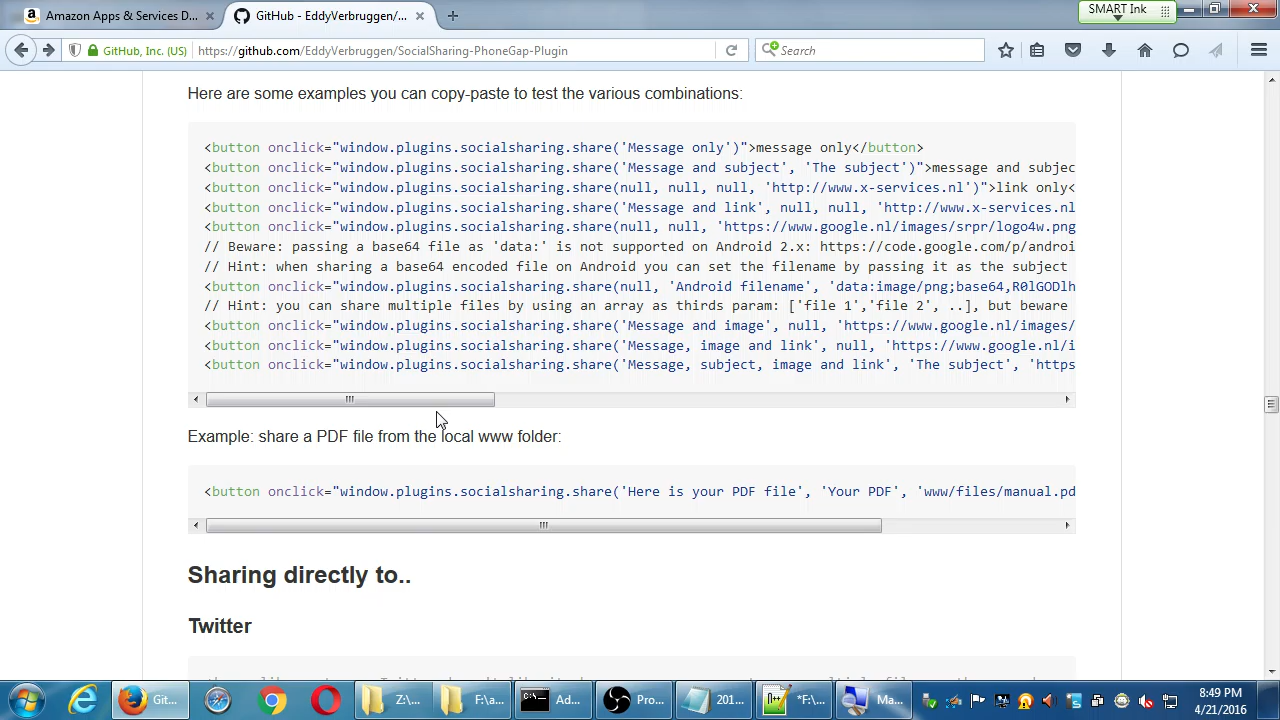 SMART Ink
Amazon Apps & Services D...
GitHub - EddyVerbruggen/...
GitHub, Inc. (US)
https://github.com/EddyVerbruggen/SocialSharing-PhoneGap-Plugin
Search
Here are some examples you can copy-paste to test the various combinations:
<button onclick="window.plugins.socialsharing.share('Message only')">message only</button>
<button onclick="window.plugins.socialsharing.share('Message and subject', 'The subject')">message and subjec
<button onclick="window.plugins.socialsharing.share(null, null, null, 'http://www.x-services.nl')">link only<
<button onclick="window.plugins.socialsharing.share('Message and link', null, null, 'http://www.x-services.nl
<button onclick="window.plugins.socialsharing.share(null, null, 'https://www.google.nl/images/srpr/logo4w.png
// Beware: passing a base64 file as 'data:' is not supported on Android 2.x: https://code.google.com/p/androi
// Hint: when sharing a base64 encoded file on Android you can set the filename by passing it as the subject
<button onclick="window.plugins.socialsharing.share(null, 'Android filename', 'data:image/png;base64,R0lGODlh
// Hint: you can share multiple files by using an array as thirds param: ['file 1','file 2', ..], but beware
<button onclick="window.plugins.socialsharing.share('Message and image', null, 'https://www.google.nl/images/
<button onclick="window.plugins.socialsharing.share('Message, image and link', null, 'https://www.google.nl/i
<button onclick="window.plugins.socialsharing.share('Message, subject, image and link', 'The subject', 'https
Example: share a PDF file from the local www folder:
<button onclick="window.plugins.socialsharing.share('Here is your PDF file', 'Your PDF', 'www/files/manual.pd
Sharing directly to..
Twitter
Git...
Z:\...
F:\a...
Ad...
Pro...
201...
*F:\...
Ma...
8:49 PM
4/21/2016